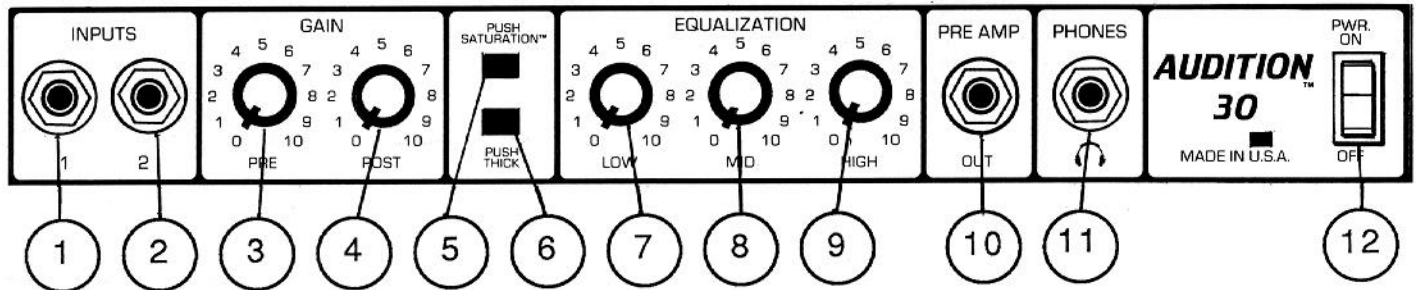 INPUTS
1 2
GAIN
0 1 2 3 4 5 6 7 8 9 10
PRE
0 1 2 3 4 5 6 7 8 9 10
POST
PUSH
SATURATION™
PUSH
THICK
EQUALIZATION
0 1 2 3 4 5 6 7 8 9 10
LOW
0 1 2 3 4 5 6 7 8 9 10
MID
0 1 2 3 4 5 6 7 8 9 10
HIGH
PRE AMP
OUT
PHONES
AUDITION™
30
MADE IN U.S.A.
PWR.
ON
OFF
1 2 3 4 5 6 7 8 9 10 11 12